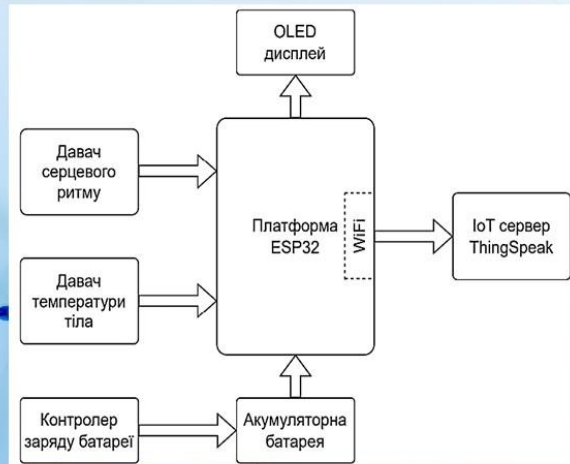 OLED
дисплей
Давач
серцевого
ритму
Платформа
ESP32
WiFi
IoT сервер
ThingSpeak
Давач
температури
тіла
Контролер
заряду батареї
Акумуляторна
батарея